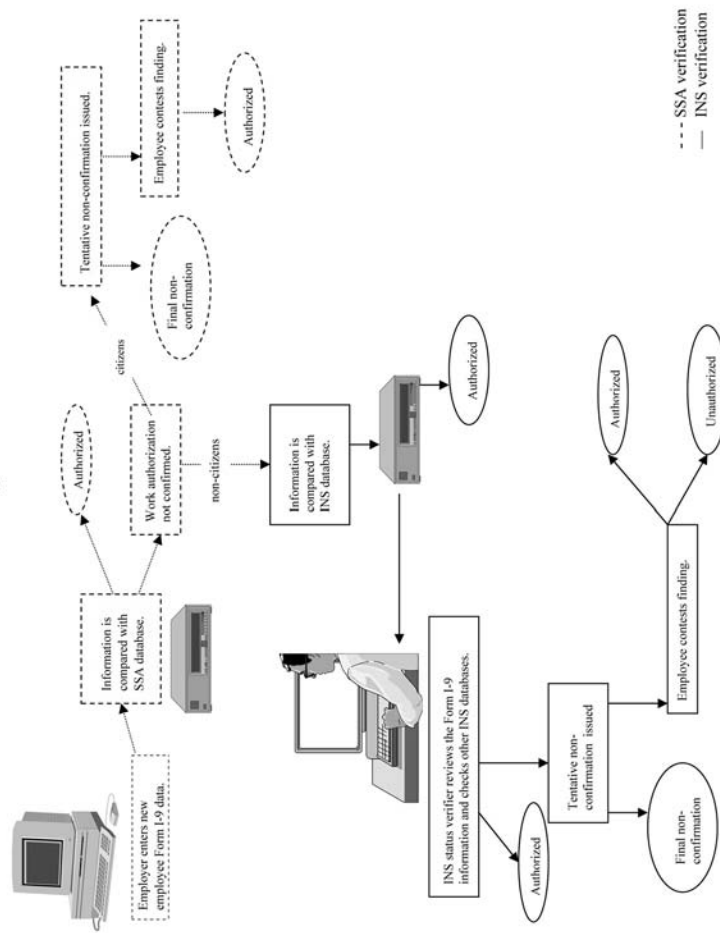 Employer enters new
employee Form I-9 data.
Information is
compared with
SSA database.
Authorized
Work authorization
not confirmed.
citizens
Tentative non-confirmation issued.
Final non-
confirmation
Employee contests finding.
Authorized
non-citizens
Information is
compared with
INS database.
Authorized
INS status verifier reviews the Form I-9
information and checks other INS databases.
Authorized
Tentative non-
confirmation issued
Final non-
confirmation
Employee contests finding.
Authorized
Unauthorized
--- SSA verification
— INS verification